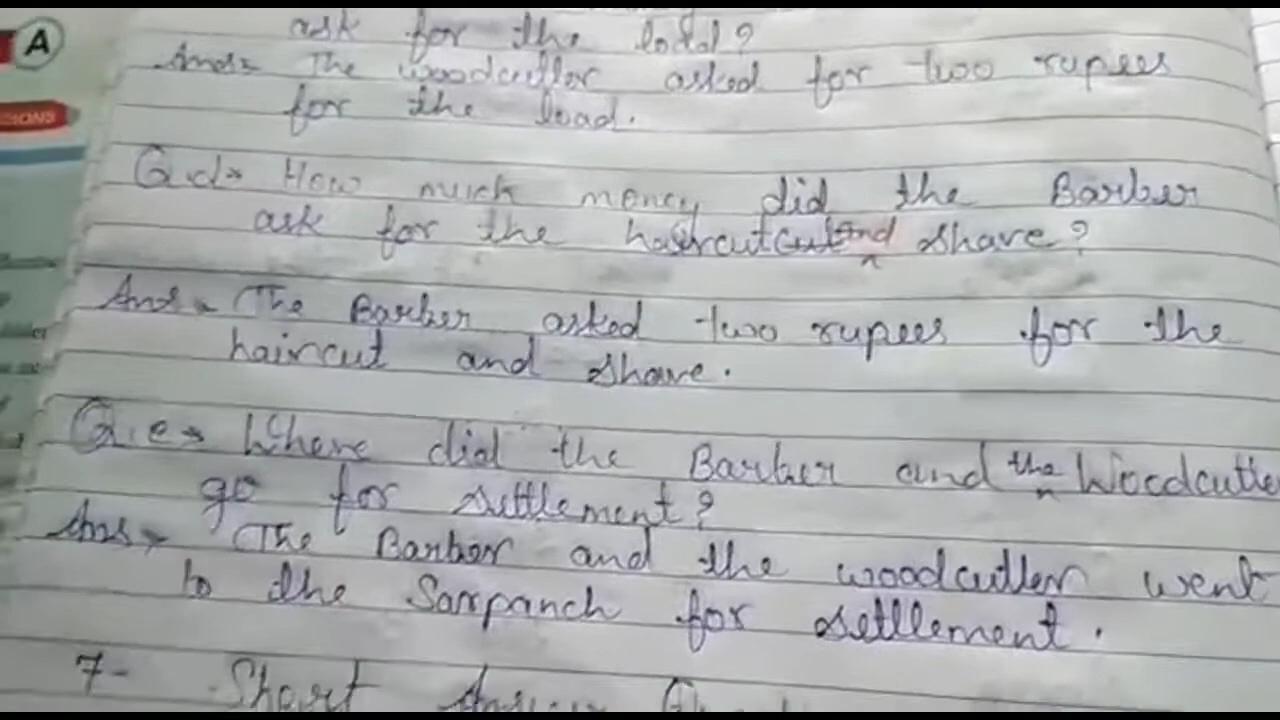 A
IONS
ask for the load?
Ans= The woodcutter asked for two rupees
for the load.
Q.d» How much money did the Barber
ask for the haircut and shave?
Ans» The Barber asked two rupees for the
haircut and shave.
Q.e» Where did the Barber and the Woodcutte
go for settlement?
Ans» The Barber and the woodcutter went
to the Sarpanch for settlement.
7- Short Answer